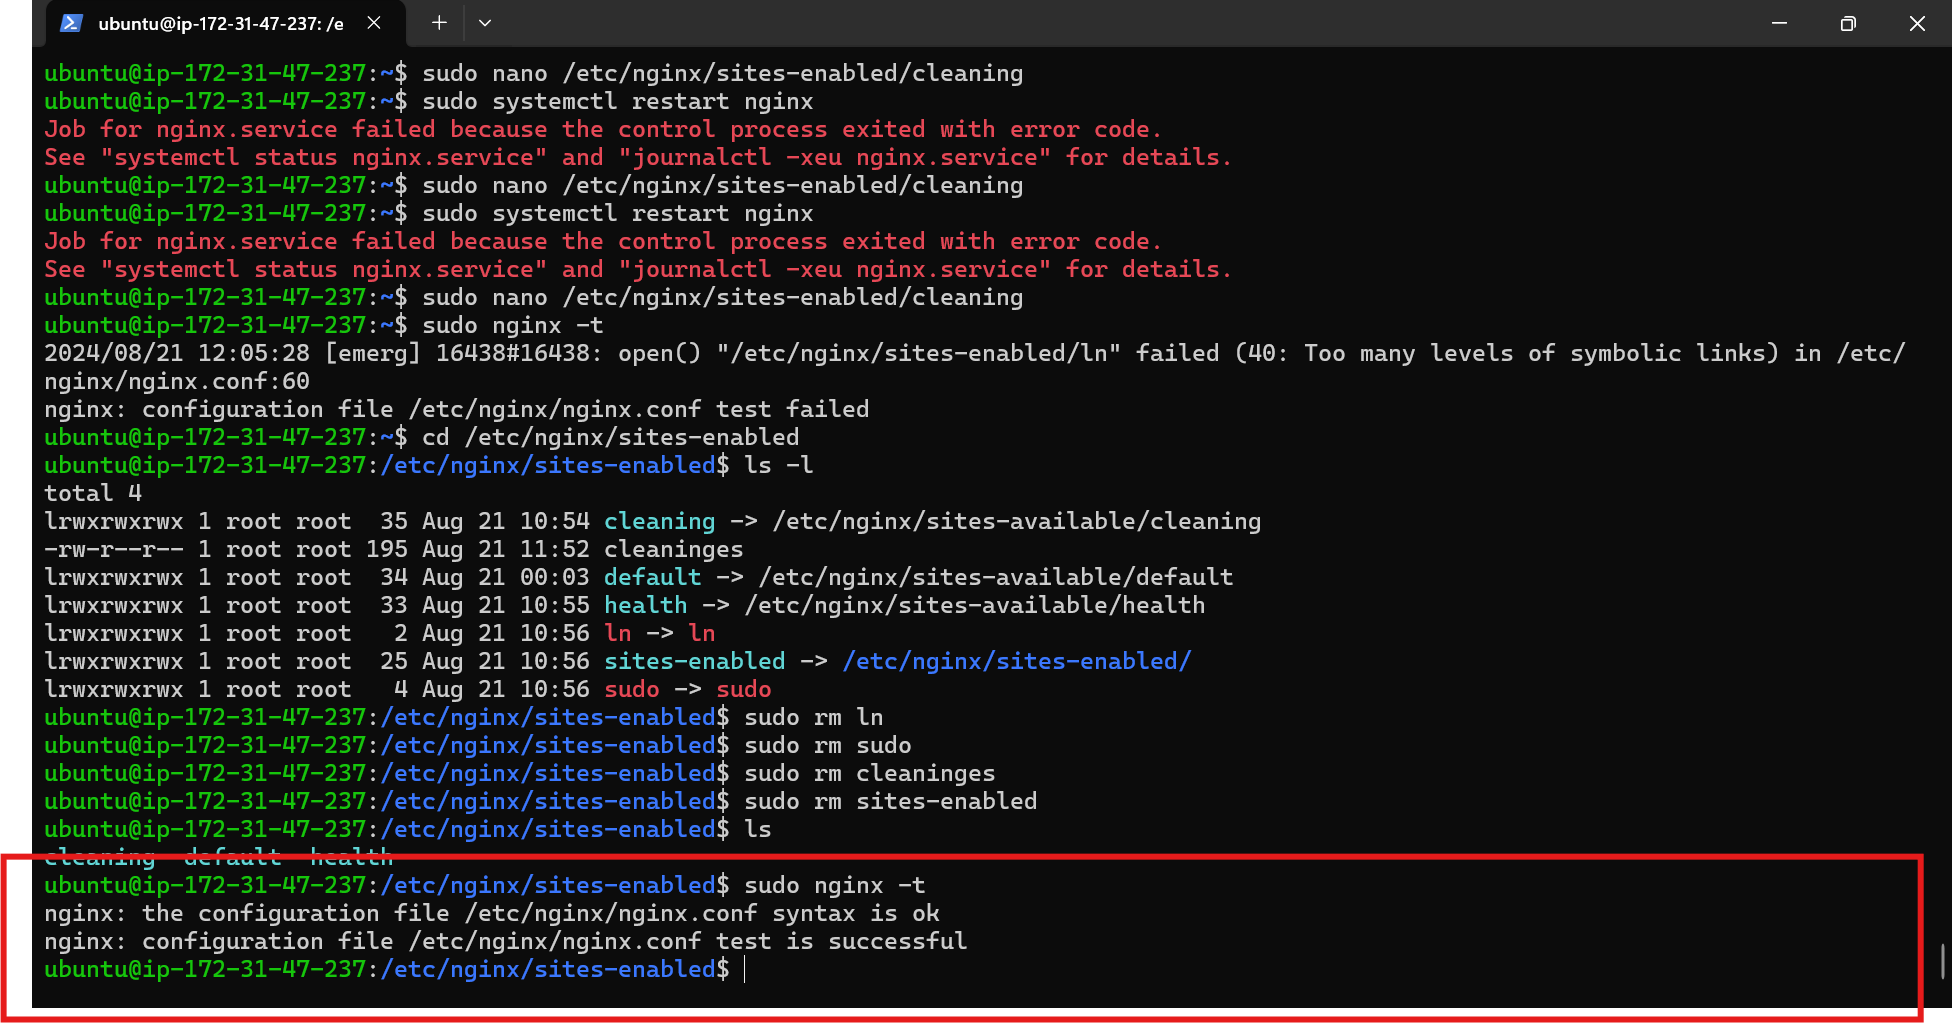 ubuntu@ip-172-31-47-237: /e
ubuntu@ip-172-31-47-237:~$ sudo nano /etc/nginx/sites-enabled/cleaning
ubuntu@ip-172-31-47-237:~$ sudo systemctl restart nginx
Job for nginx.service failed because the control process exited with error code.
See "systemctl status nginx.service" and "journalctl -xeu nginx.service" for details.
ubuntu@ip-172-31-47-237:~$ sudo nano /etc/nginx/sites-enabled/cleaning
ubuntu@ip-172-31-47-237:~$ sudo systemctl restart nginx
Job for nginx.service failed because the control process exited with error code.
See "systemctl status nginx.service" and "journalctl -xeu nginx.service" for details.
ubuntu@ip-172-31-47-237:~$ sudo nano /etc/nginx/sites-enabled/cleaning
ubuntu@ip-172-31-47-237:~$ sudo nginx -t
2024/08/21 12:05:28 [emerg] 16438#16438: open() "/etc/nginx/sites-enabled/ln" failed (40: Too many levels of symbolic links) in /etc/
nginx/nginx.conf:60
nginx: configuration file /etc/nginx/nginx.conf test failed
ubuntu@ip-172-31-47-237:~$ cd /etc/nginx/sites-enabled
ubuntu@ip-172-31-47-237:/etc/nginx/sites-enabled$ ls -l
total 4
lrwxrwxrwx 1 root root  35 Aug 21 10:54 cleaning -> /etc/nginx/sites-available/cleaning
-rw-r--r-- 1 root root 195 Aug 21 11:52 cleaninges
lrwxrwxrwx 1 root root  34 Aug 21 00:03 default -> /etc/nginx/sites-available/default
lrwxrwxrwx 1 root root  33 Aug 21 10:55 health -> /etc/nginx/sites-available/health
lrwxrwxrwx 1 root root   2 Aug 21 10:56 ln -> ln
lrwxrwxrwx 1 root root  25 Aug 21 10:56 sites-enabled -> /etc/nginx/sites-enabled/
lrwxrwxrwx 1 root root   4 Aug 21 10:56 sudo -> sudo
ubuntu@ip-172-31-47-237:/etc/nginx/sites-enabled$ sudo rm ln
ubuntu@ip-172-31-47-237:/etc/nginx/sites-enabled$ sudo rm sudo
ubuntu@ip-172-31-47-237:/etc/nginx/sites-enabled$ sudo rm cleaninges
ubuntu@ip-172-31-47-237:/etc/nginx/sites-enabled$ sudo rm sites-enabled
ubuntu@ip-172-31-47-237:/etc/nginx/sites-enabled$ ls
cleaning  default  health
ubuntu@ip-172-31-47-237:/etc/nginx/sites-enabled$ sudo nginx -t
nginx: the configuration file /etc/nginx/nginx.conf syntax is ok
nginx: configuration file /etc/nginx/nginx.conf test is successful
ubuntu@ip-172-31-47-237:/etc/nginx/sites-enabled$